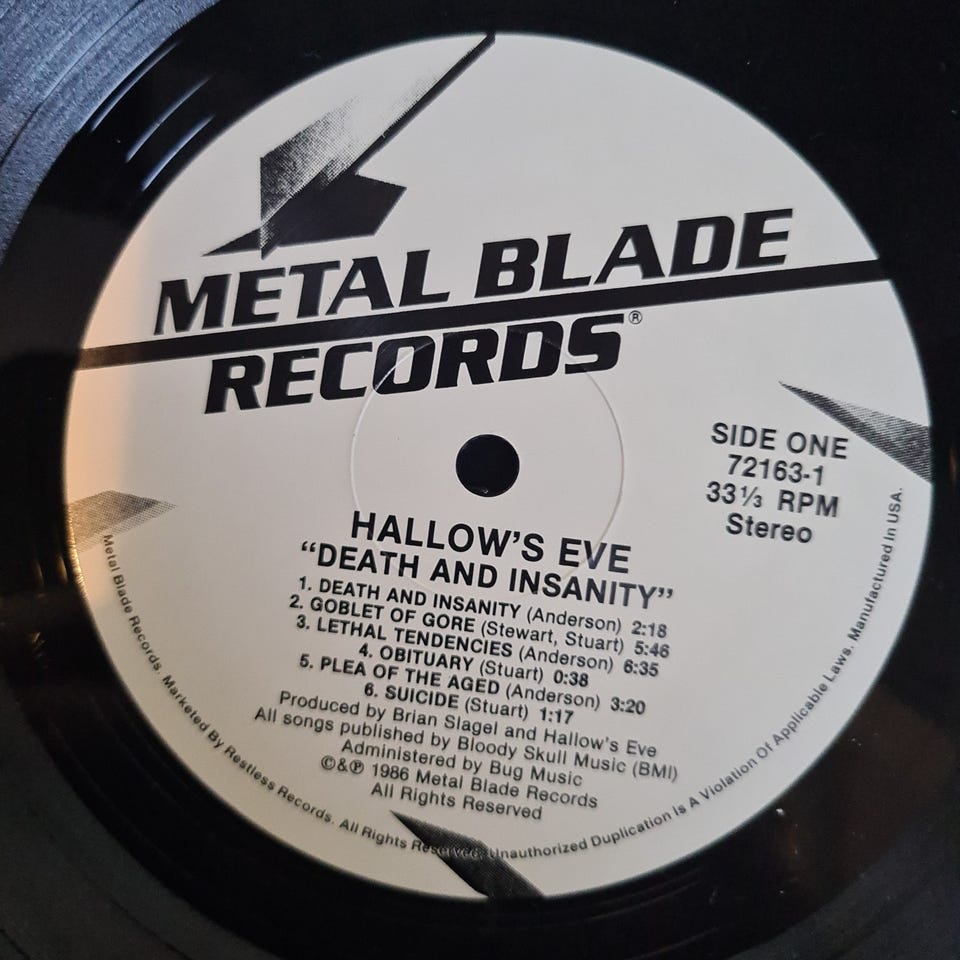 METAL BLADE
RECORDS®
SIDE ONE
72163-1
33⅓ RPM
Stereo
HALLOW'S EVE
“DEATH AND INSANITY”
1. DEATH AND INSANITY (Anderson) 2:18
2. GOBLET OF GORE (Stewart, Stuart) 5:46
3. LETHAL TENDENCIES (Anderson) 6:35
4. OBITUARY (Stuart) 0:38
5. PLEA OF THE AGED (Anderson) 3:20
6. SUICIDE (Stuart) 1:17
Produced by Brian Slagel and Hallow's Eve
All songs published by Bloody Skull Music (BMI)
Administered by Bug Music
©&℗ 1986 Metal Blade Records
All Rights Reserved
Metal Blade Records. Marketed By Restless Records. All Rights Reserved. Unauthorized Duplication Is A Violation Of Applicable Laws. Manufactured In USA.